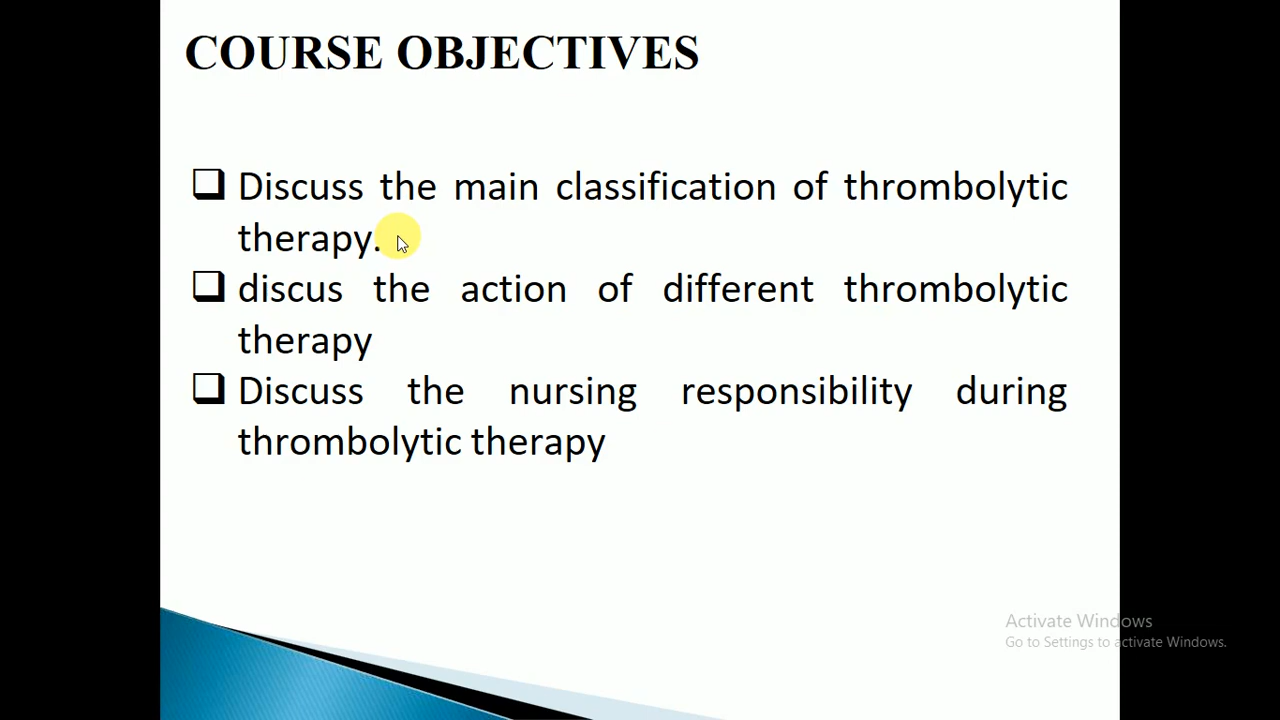 COURSE OBJECTIVES
Discuss the main classification of thrombolytic
therapy.
discus the action of different thrombolytic
therapy
Discuss the nursing responsibility during
thrombolytic therapy
Activate Windows
Go to Settings to activate Windows.